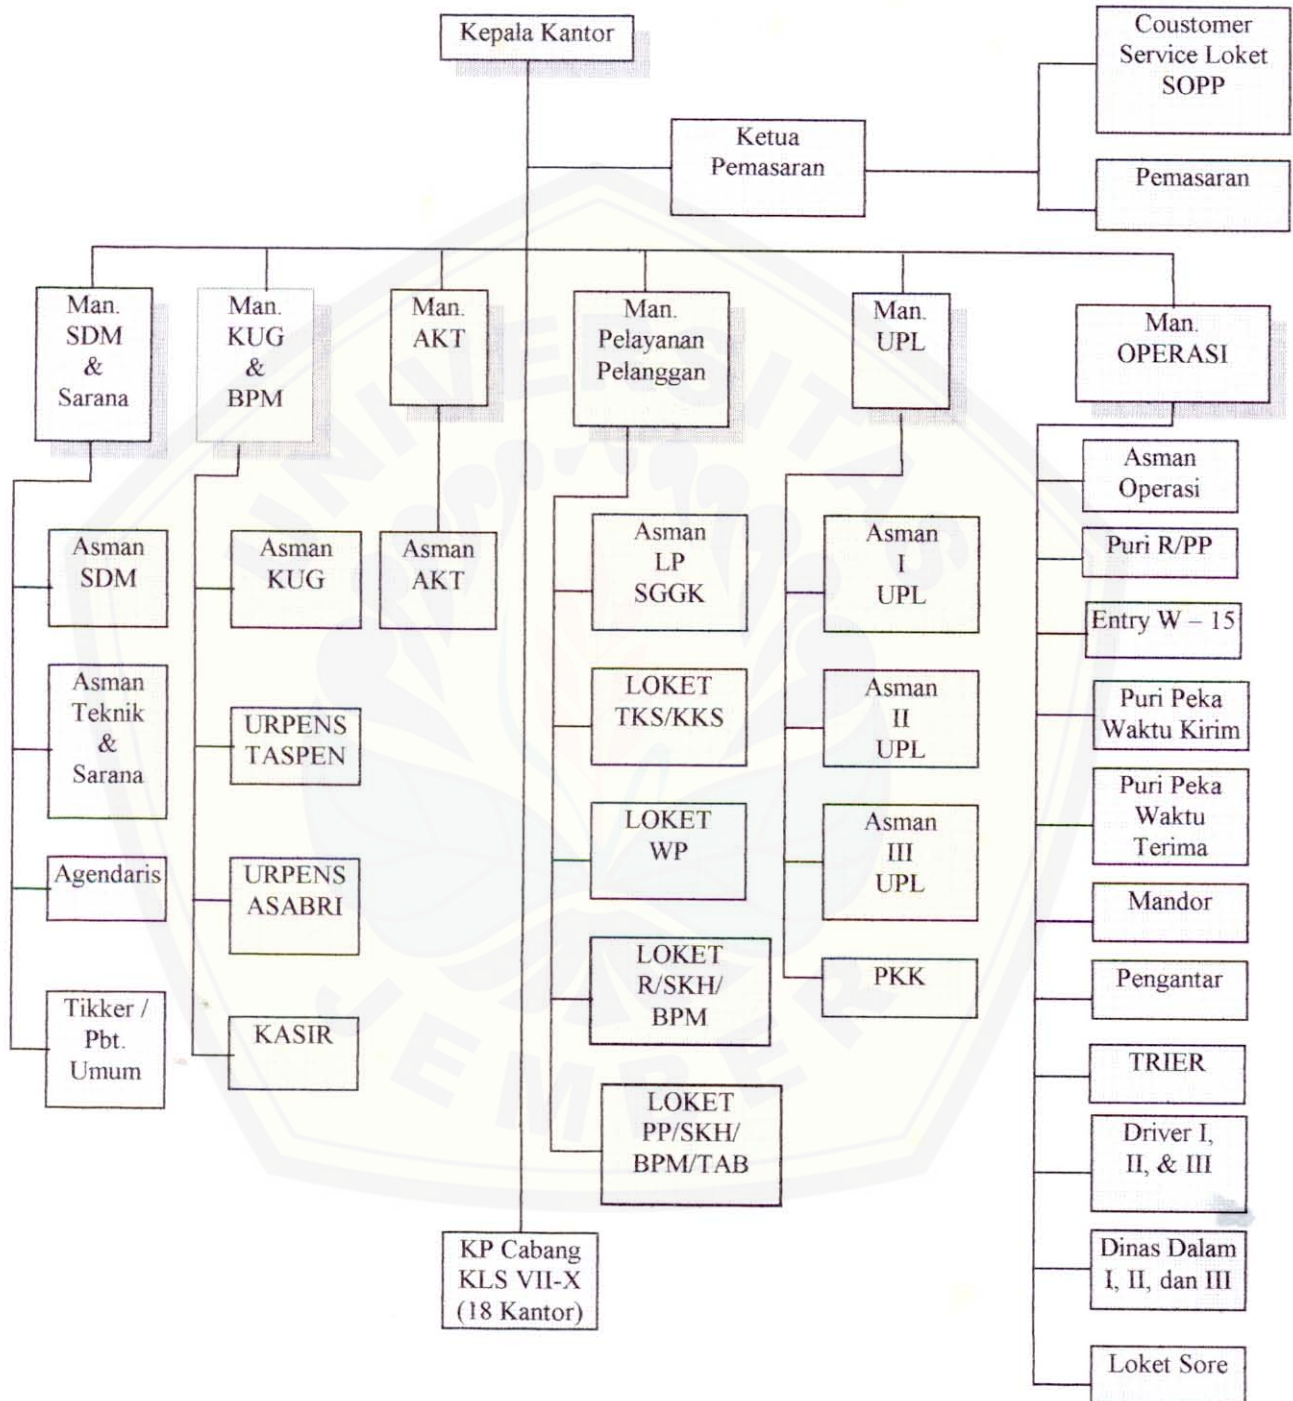 Kepala Kantor
Coustomer
Service Loket
SOPP
Ketua
Pemasaran
Pemasaran
Man.
SDM
&
Sarana
Man.
KUG
&
BPM
Man.
AKT
Man.
Pelayanan
Pelanggan
Man.
UPL
Man.
OPERASI
Asman
SDM
Asman
Teknik
&
Sarana
Agendaris
Tikker /
Pbt.
Umum
Asman
KUG
URPENS
TASPEN
URPENS
ASABRI
KASIR
Asman
AKT
Asman
LP
SGGK
LOKET
TKS/KKS
LOKET
WP
LOKET
R/SKH/
BPM
LOKET
PP/SKH/
BPM/TAB
Asman
I
UPL
Asman
II
UPL
Asman
III
UPL
PKK
Asman
Operasi
Puri R/PP
Entry W – 15
Puri Peka
Waktu Kirim
Puri Peka
Waktu
Terima
Mandor
Pengantar
TRIER
Driver I,
II, & III
Dinas Dalam
I, II, dan III
Loket Sore
KP Cabang
KLS VII-X
(18 Kantor)
UNIVERSITAS
JEMBER